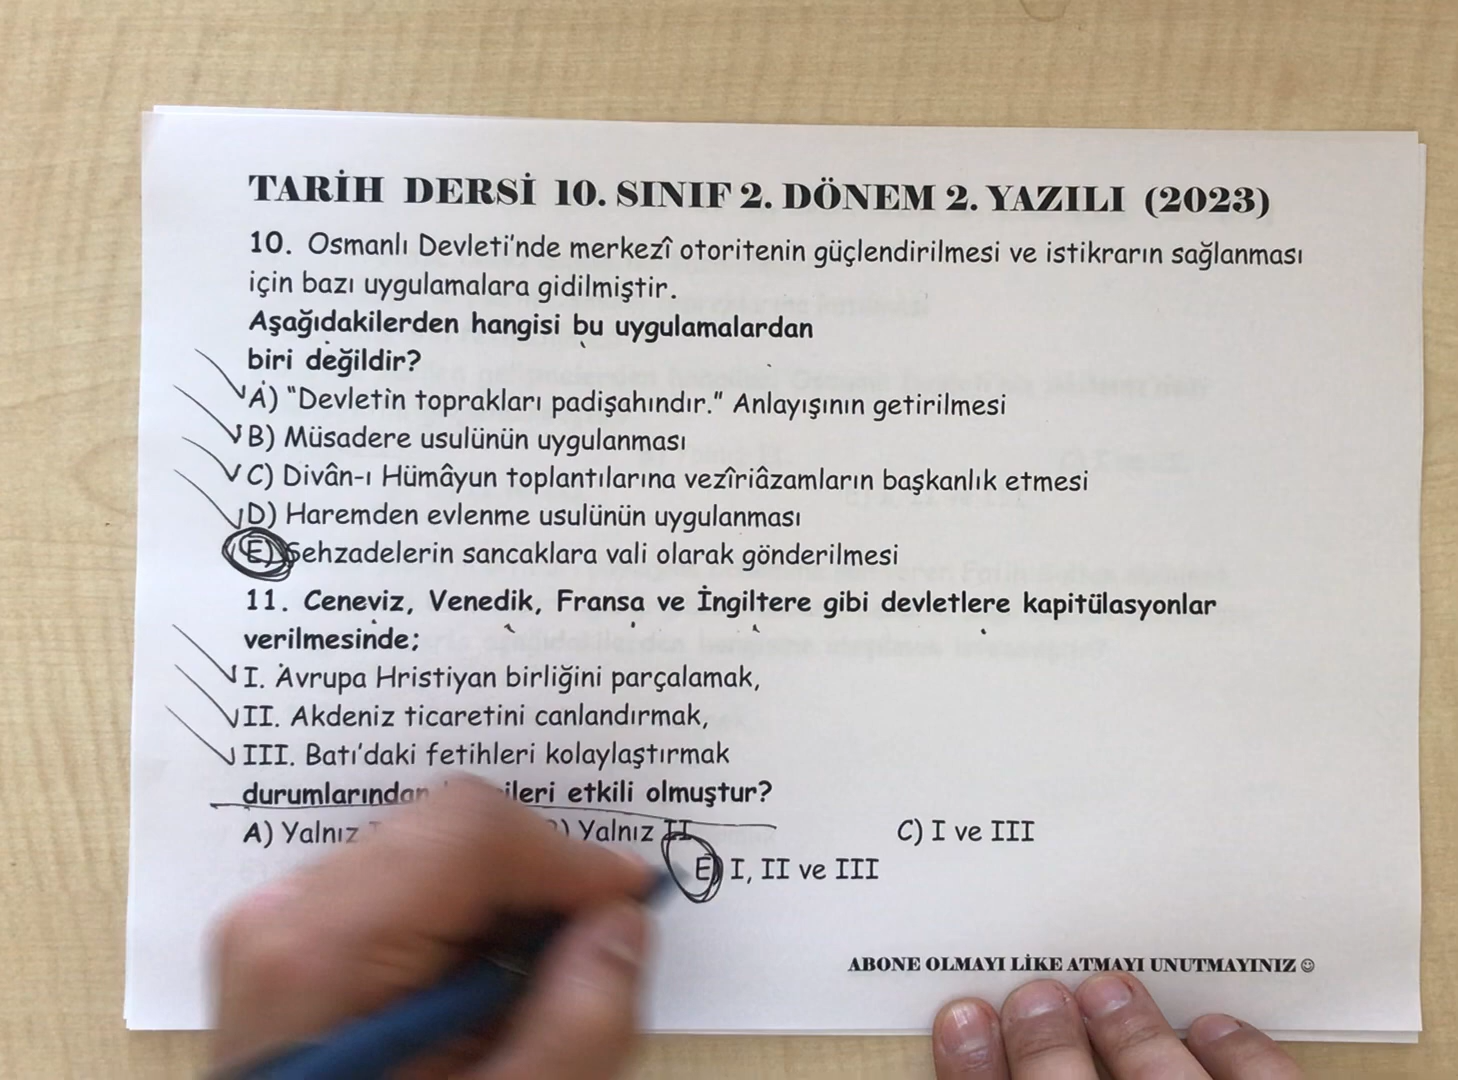 TARİH DERSİ 10. SINIF 2. DÖNEM 2. YAZILI (2023)
10. Osmanlı Devleti'nde merkezî otoritenin güçlendirilmesi ve istikrarın sağlanması
için bazı uygulamalara gidilmiştir.
Aşağıdakilerden hangisi bu uygulamalardan
biri değildir?
A) “Devletin toprakları padişahındır.” Anlayışının getirilmesi
B) Müsadere usulünün uygulanması
C) Divân-ı Hümâyun toplantılarına vezîriâzamların başkanlık etmesi
D) Haremden evlenme usulünün uygulanması
E) Şehzadelerin sancaklara vali olarak gönderilmesi
11. Ceneviz, Venedik, Fransa ve İngiltere gibi devletlere kapitülasyonlar
verilmesinde;
I. Avrupa Hristiyan birliğini parçalamak,
II. Akdeniz ticaretini canlandırmak,
III. Batı'daki fetihleri kolaylaştırmak
durumlarından etkili olmuştur?
A) Yalnız Yalnız II C) I ve III
E) I, II ve III
ABONE OLMAYI LİKE ATMAYI UNUTMAYINIZ ☺